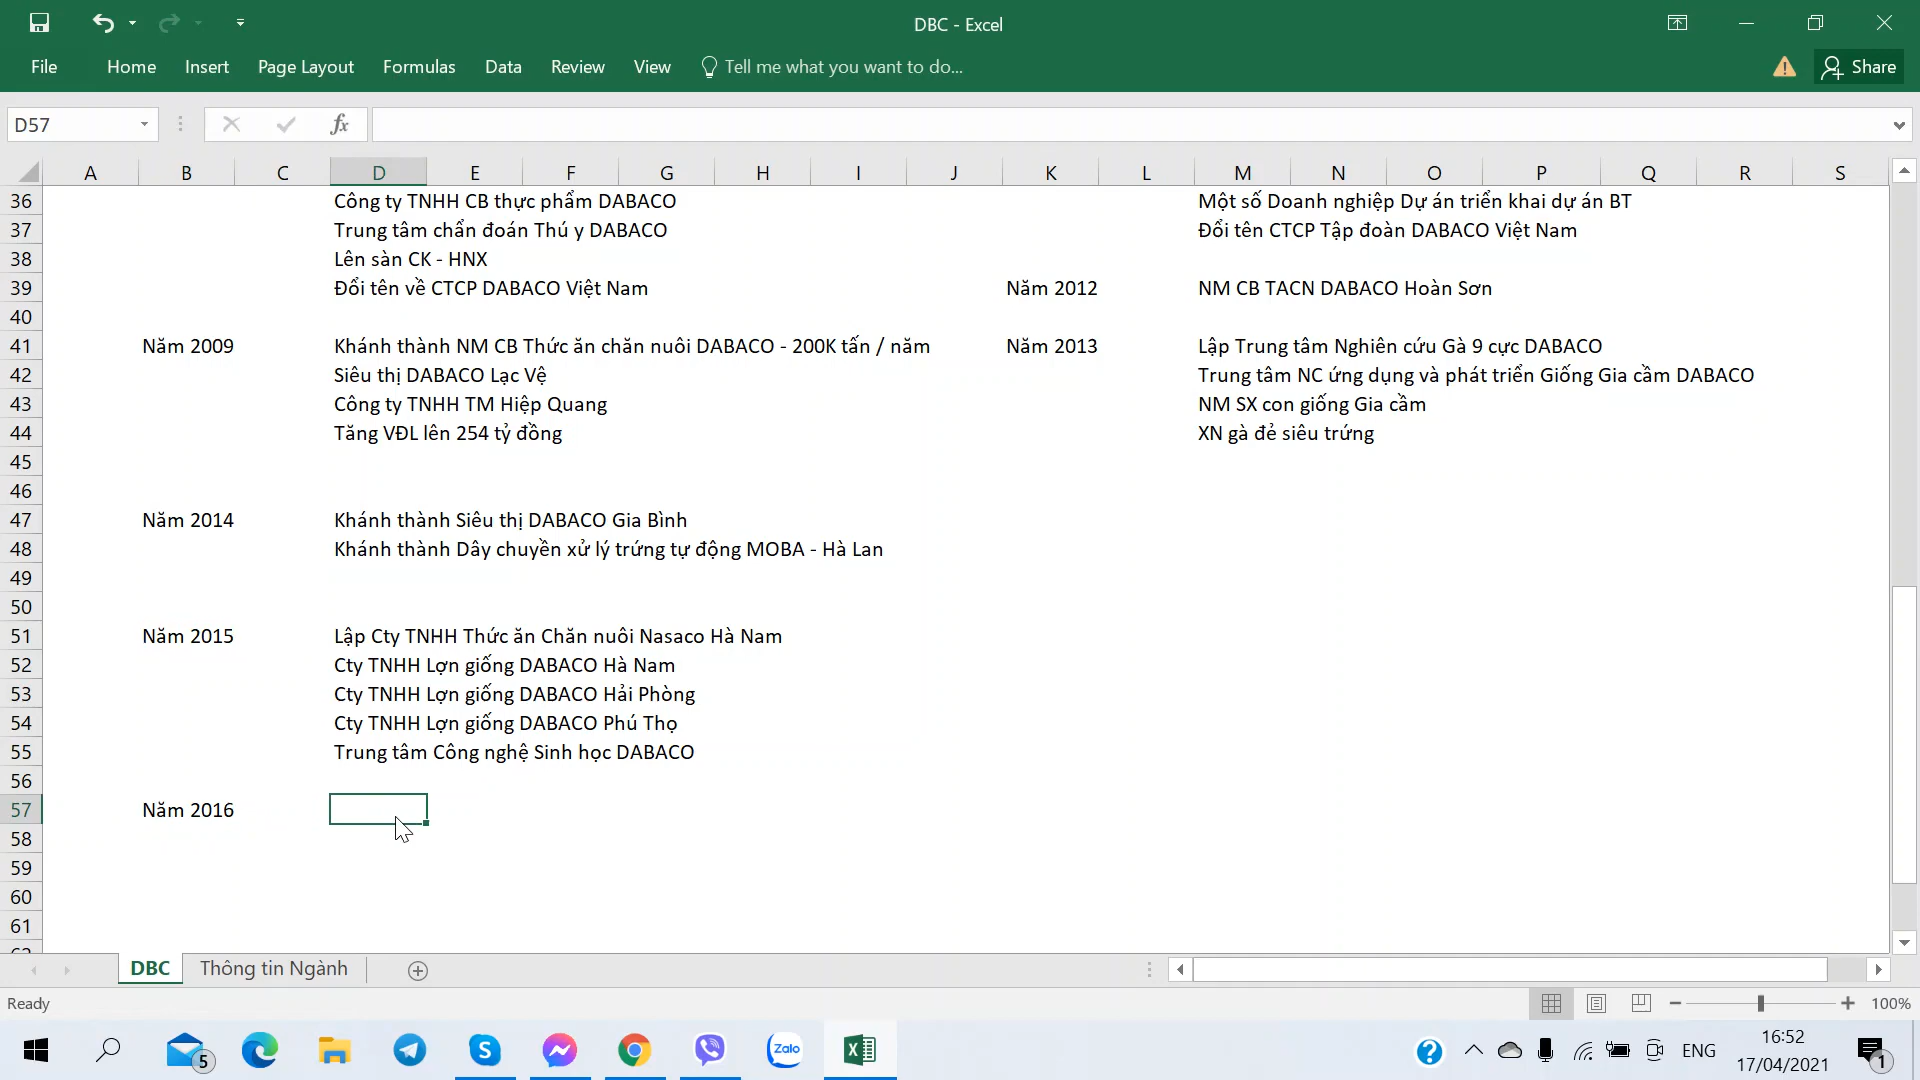 DBC - Excel
File Home Insert Page Layout Formulas Data Review View Tell me what you want to do... Share
D57 fx
A B C D E F G H I J K L M N O P Q R S
36 Công ty TNHH CB thực phẩm DABACO Một số Doanh nghiệp Dự án triển khai dự án BT
37 Trung tâm chẩn đoán Thú y DABACO Đổi tên CTCP Tập đoàn DABACO Việt Nam
38 Lên sàn CK - HNX
39 Đổi tên về CTCP DABACO Việt Nam Năm 2012 NM CB TACN DABACO Hoàn Sơn
40
41 Năm 2009 Khánh thành NM CB Thức ăn chăn nuôi DABACO - 200K tấn / năm Năm 2013 Lập Trung tâm Nghiên cứu Gà 9 cực DABACO
42 Siêu thị DABACO Lạc Vệ Trung tâm NC ứng dụng và phát triển Giống Gia cầm DABACO
43 Công ty TNHH TM Hiệp Quang NM SX con giống Gia cầm
44 Tăng VĐL lên 254 tỷ đồng XN gà đẻ siêu trứng
45
46
47 Năm 2014 Khánh thành Siêu thị DABACO Gia Bình
48 Khánh thành Dây chuyền xử lý trứng tự động MOBA - Hà Lan
49
50
51 Năm 2015 Lập Cty TNHH Thức ăn Chăn nuôi Nasaco Hà Nam
52 Cty TNHH Lợn giống DABACO Hà Nam
53 Cty TNHH Lợn giống DABACO Hải Phòng
54 Cty TNHH Lợn giống DABACO Phú Thọ
55 Trung tâm Công nghệ Sinh học DABACO
56
57 Năm 2016
58
59
60
61
DBC Thông tin Ngành
Ready 100%
5 Zalo ENG 16:52 1
17/04/2021